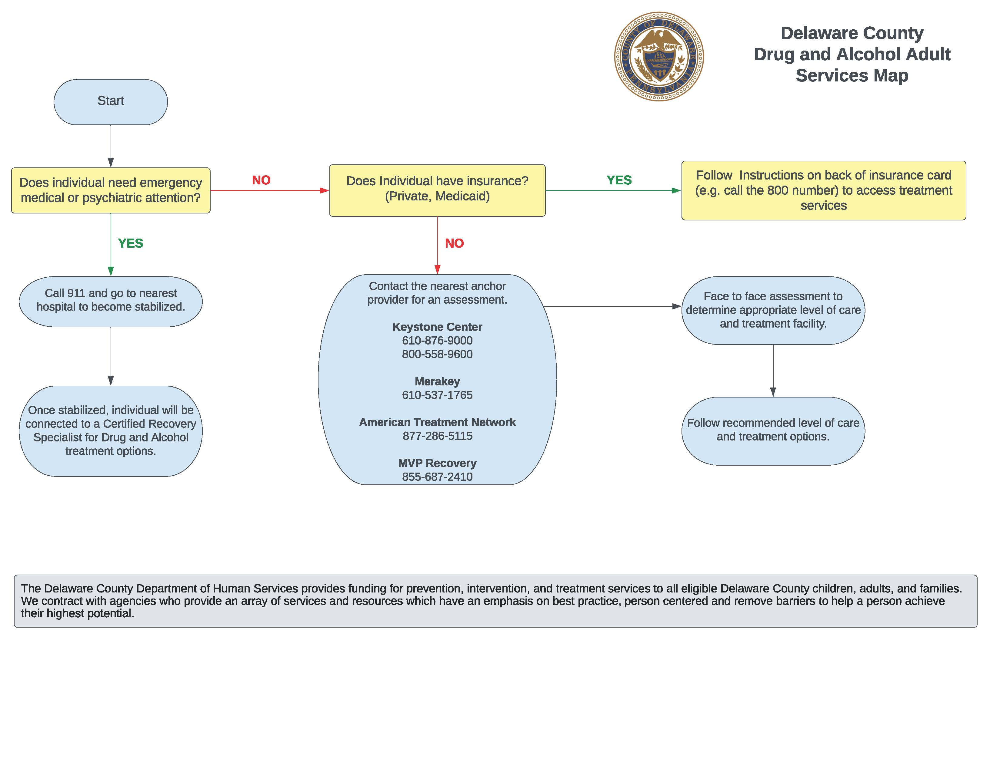 COUNTY OF DELAWARE
PENNSYLVANIA
Delaware County
Drug and Alcohol Adult
Services Map
Start
Does individual need emergency
medical or psychiatric attention?
NO
Does Individual have insurance?
(Private, Medicaid)
YES
Follow  Instructions on back of insurance card
(e.g. call the 800 number) to access treatment
services
YES
NO
Call 911 and go to nearest
hospital to become stabilized.
Once stabilized, individual will be
connected to a Certified Recovery
Specialist for Drug and Alcohol
treatment options.
Contact the nearest anchor
provider for an assessment.
Keystone Center
610-876-9000
800-558-9600
Merakey
610-537-1765
American Treatment Network
877-286-5115
MVP Recovery
855-687-2410
Face to face assessment to
determine appropriate level of care
and treatment facility.
Follow recommended level of care
and treatment options.
The Delaware County Department of Human Services provides funding for prevention, intervention, and treatment services to all eligible Delaware County children, adults, and families.
We contract with agencies who provide an array of services and resources which have an emphasis on best practice, person centered and remove barriers to help a person achieve
their highest potential.